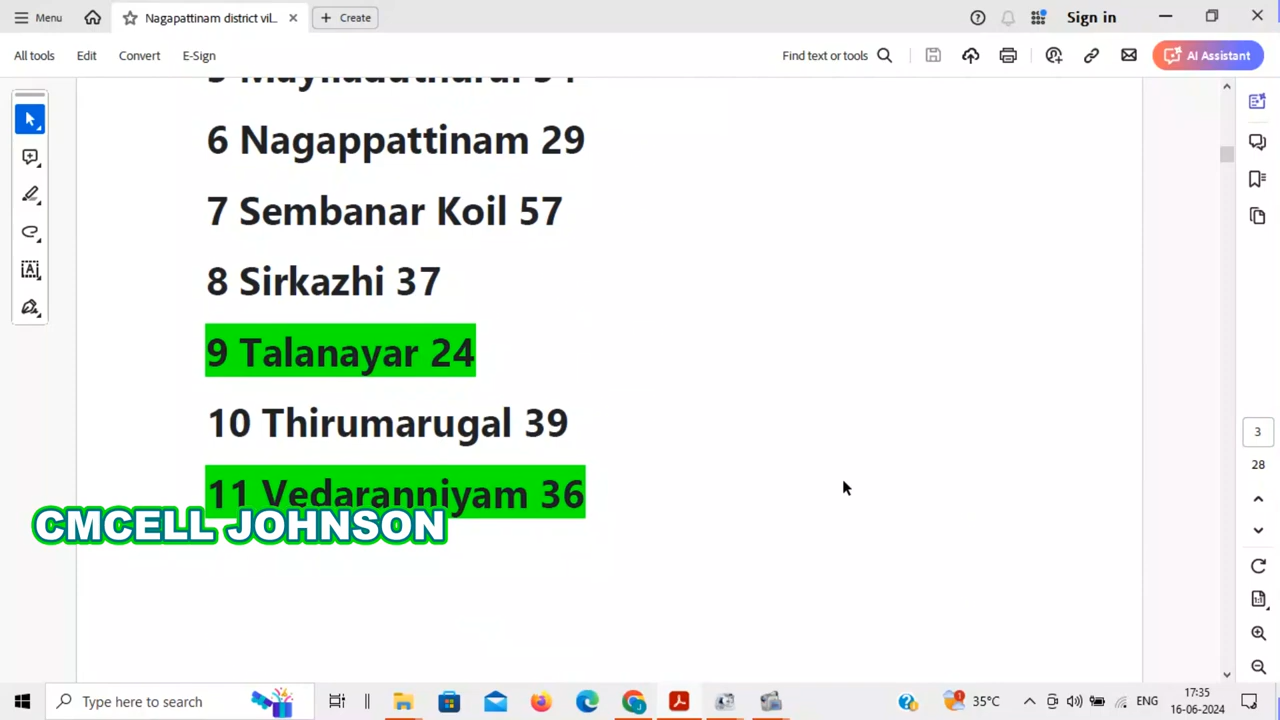 Menu
Nagapattinam district vil...
Create
Sign in
All tools
Edit
Convert
E-Sign
Find text or tools
AI Assistant
6 Nagappattinam 29
7 Sembanar Koil 57
8 Sirkazhi 37
9 Talanayar 24
10 Thirumarugal 39
11 Vedaranniyam 36
CMCELL JOHNSON
3
28
Type here to search
35°C
ENG
17:35
16-06-2024